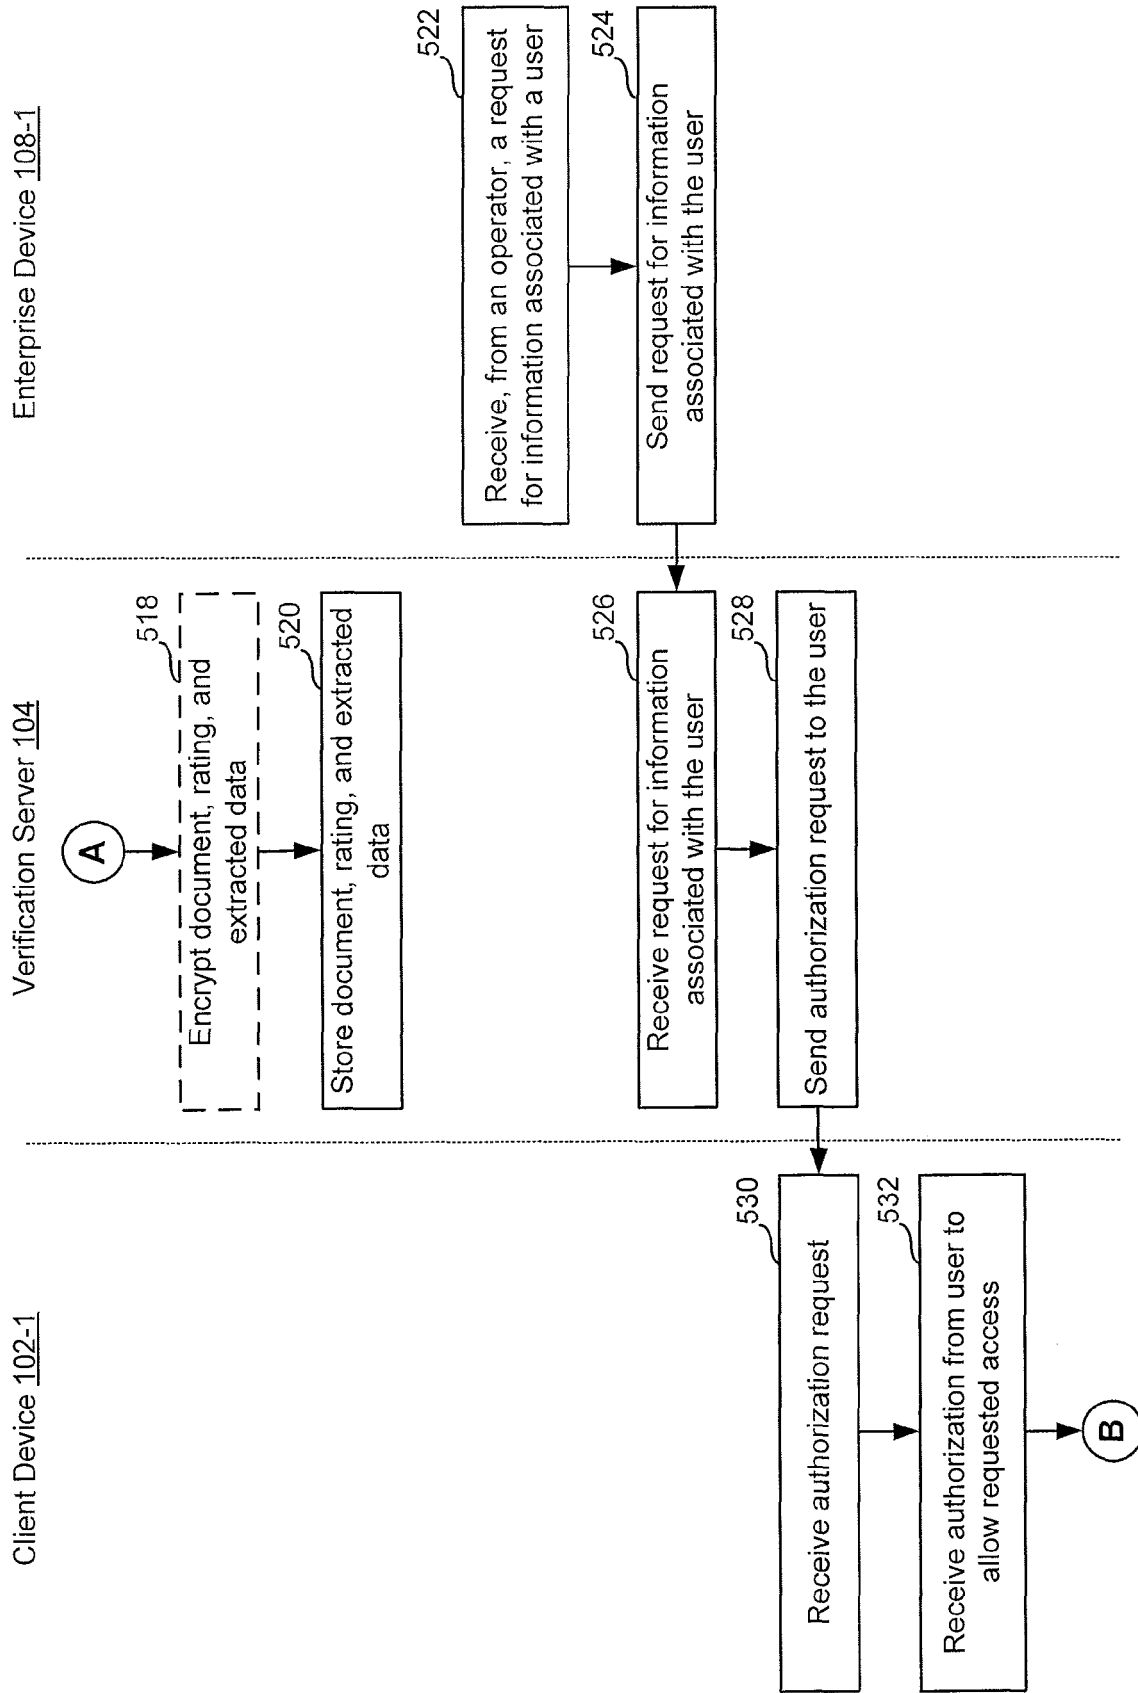 Client Device 102-1
Verification Server 104
Enterprise Device 108-1
A
518
Encrypt document, rating, and
extracted data
520
Store document, rating, and extracted
data
522
Receive, from an operator, a request
for information associated with a user
524
Send request for information
associated with the user
526
Receive request for information
associated with the user
528
Send authorization request to the user
530
Receive authorization request
532
Receive authorization from user to
allow requested access
B